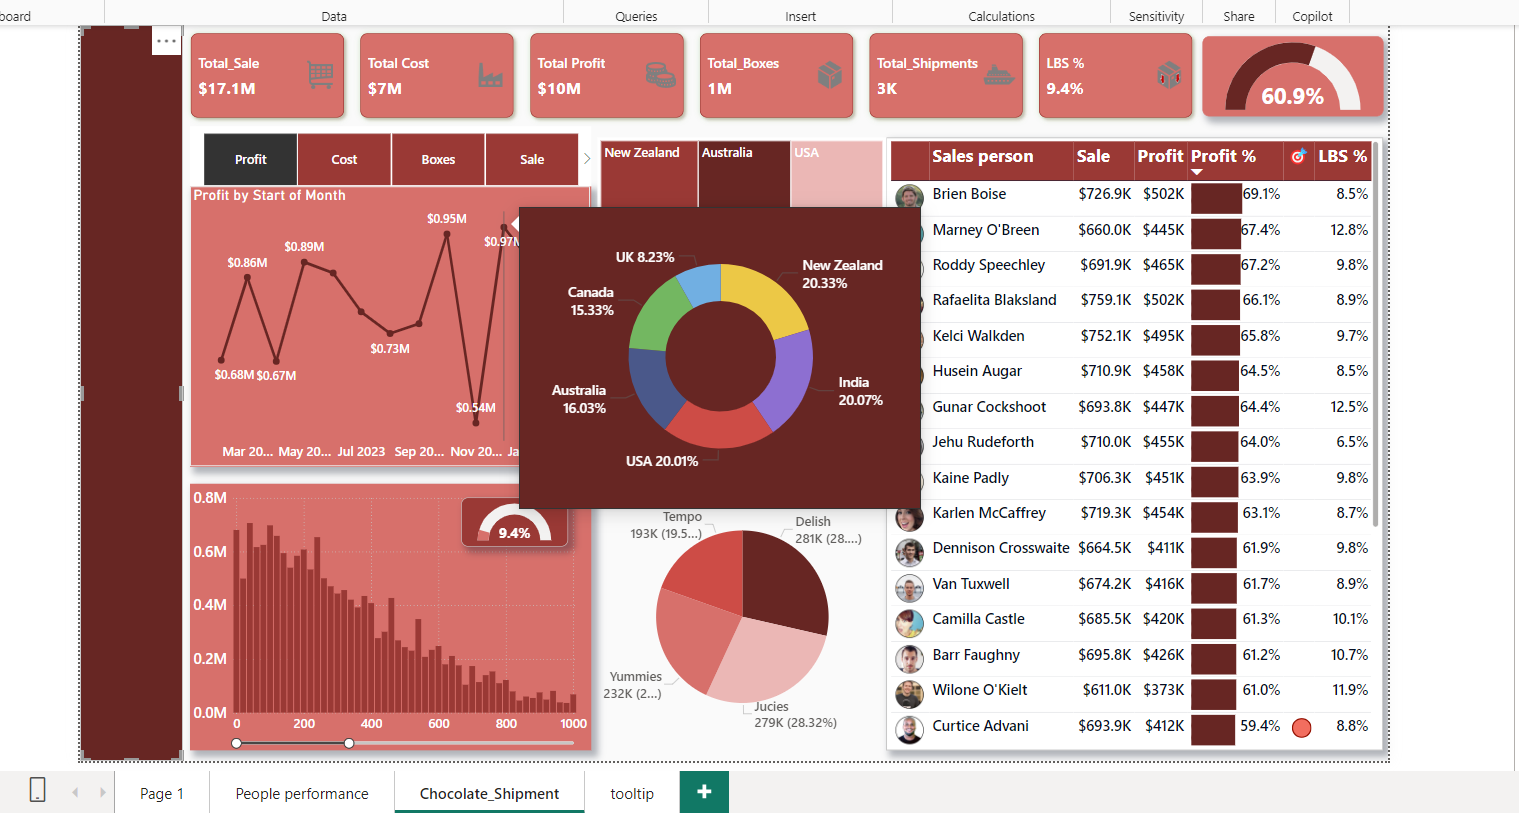 board
Data
Queries
Insert
Calculations
Sensitivity
Share
Copilot
Total_Sale
$17.1M
Total Cost
$7M
Total Profit
$10M
Total_Boxes
1M
Total_Shipments
3K
LBS %
9.4%
60.9%
Profit
Cost
Boxes
Sale
Profit by Start of Month
$0.68M
$0.86M
$0.67M
$0.89M
$0.73M
$0.95M
$0.54M
$0.97M
Mar 20...
May 20...
Jul 2023
Sep 20...
Nov 20...
Ja
New Zealand
Australia
USA
UK 8.23%
New Zealand
20.33%
Canada
15.33%
India
20.07%
Australia
16.03%
USA 20.01%
0.8M
0.6M
0.4M
0.2M
0.0M
0
200
400
600
800
1000
9.4%
Tempo
193K (19.5...)
Delish
281K (28....)
Yummies
232K (2...)
Jucies
279K (28.32%)
Sales person Sale Profit Profit % LBS %
Brien Boise $726.9K $502K 69.1% 8.5%
Marney O'Breen $660.0K $445K 67.4% 12.8%
Roddy Speechley $691.9K $465K 67.2% 9.8%
Rafaelita Blaksland $759.1K $502K 66.1% 8.9%
Kelci Walkden $752.1K $495K 65.8% 9.7%
Husein Augar $710.9K $458K 64.5% 8.5%
Gunar Cockshoot $693.8K $447K 64.4% 12.5%
Jehu Rudeforth $710.0K $455K 64.0% 6.5%
Kaine Padly $706.3K $451K 63.9% 9.8%
Karlen McCaffrey $719.3K $454K 63.1% 8.7%
Dennison Crosswaite $664.5K $411K 61.9% 9.8%
Van Tuxwell $674.2K $416K 61.7% 8.9%
Camilla Castle $685.5K $420K 61.3% 10.1%
Barr Faughny $695.8K $426K 61.2% 10.7%
Wilone O'Kielt $611.0K $373K 61.0% 11.9%
Curtice Advani $693.9K $412K 59.4% 8.8%
Page 1
People performance
Chocolate_Shipment
tooltip